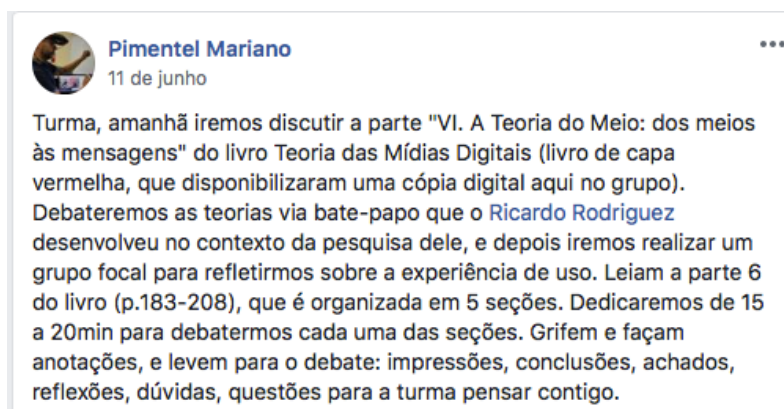 Pimentel Mariano
11 de junho
Turma, amanhã iremos discutir a parte "VI. A Teoria do Meio: dos meios
às mensagens" do livro Teoria das Mídias Digitais (livro de capa
vermelha, que disponibilizaram uma cópia digital aqui no grupo).
Debateremos as teorias via bate-papo que o Ricardo Rodriguez
desenvolveu no contexto da pesquisa dele, e depois iremos realizar um
grupo focal para refletirmos sobre a experiência de uso. Leiam a parte 6
do livro (p.183-208), que é organizada em 5 seções. Dedicaremos de 15
a 20min para debatermos cada uma das seções. Grifem e façam
anotações, e levem para o debate: impressões, conclusões, achados,
reflexões, dúvidas, questões para a turma pensar contigo.